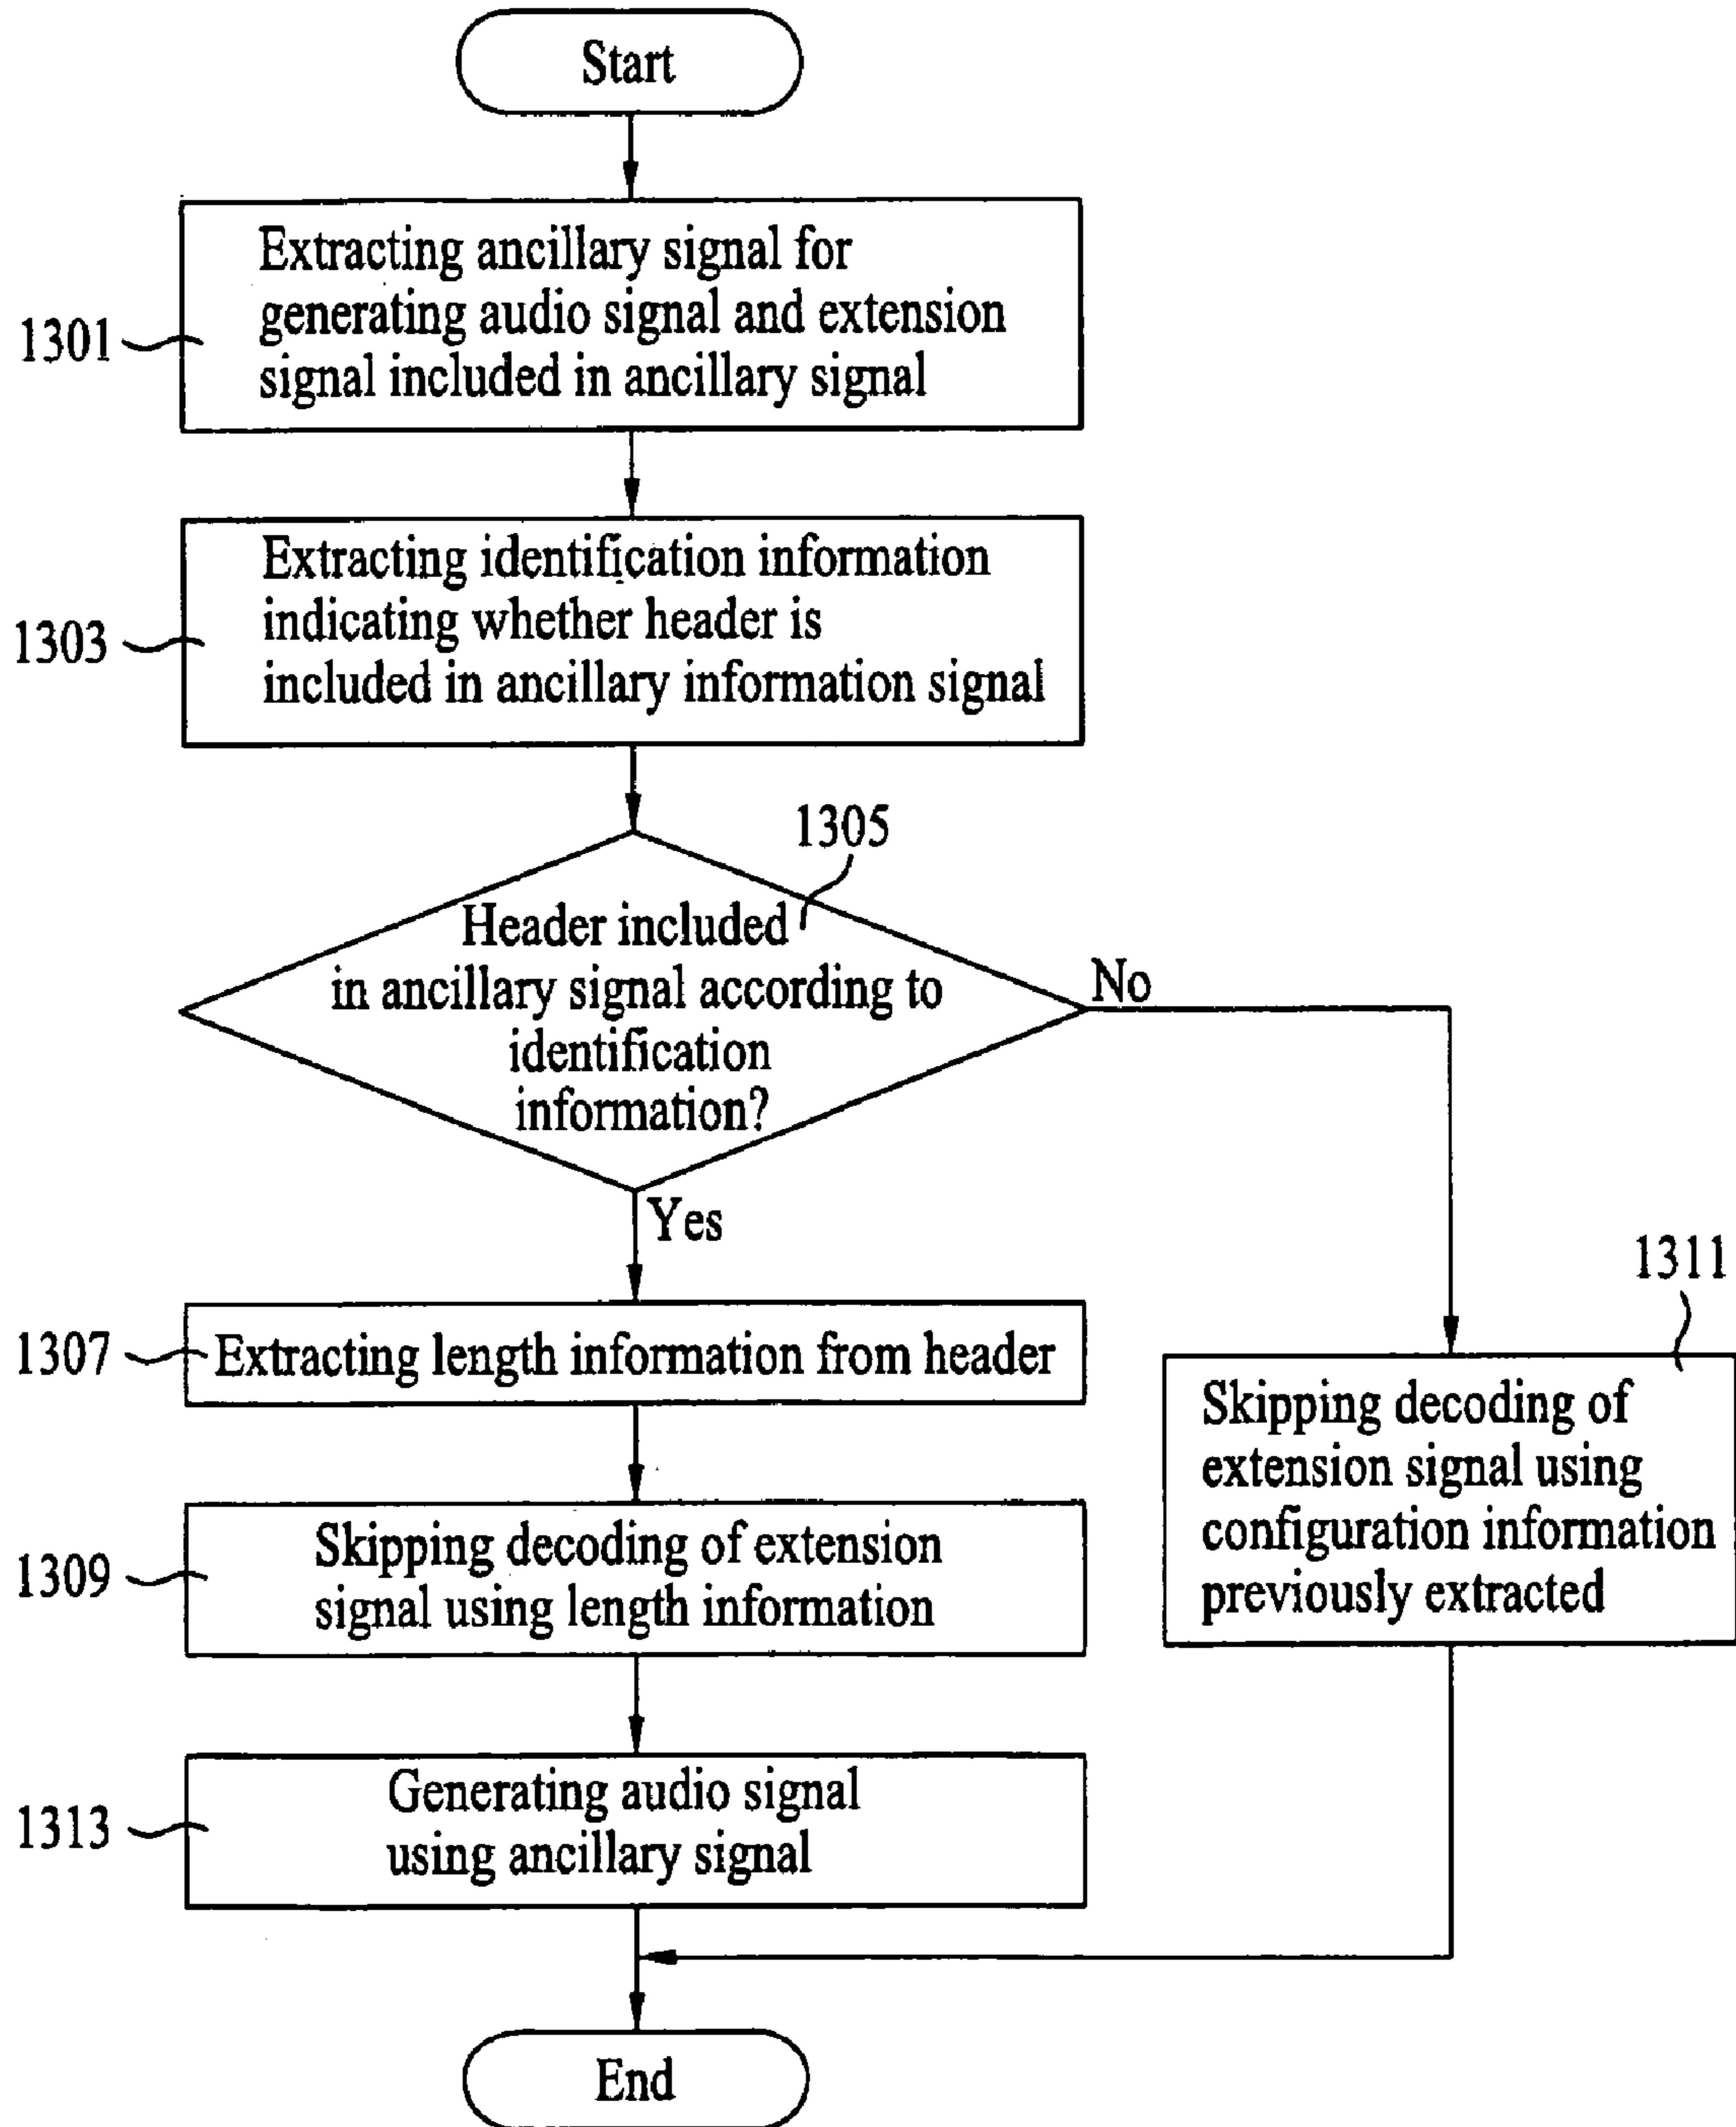 Start
Extracting ancillary signal for
generating audio signal and extension
signal included in ancillary signal
1301
Extracting identification information
indicating whether header is
included in ancillary information signal
1303
1305
Header included
in ancillary signal according to
identification
information?
No
Yes
1311
1307
Extracting length information from header
Skipping decoding of
extension signal using
configuration information
previously extracted
1309
Skipping decoding of extension
signal using length information
1313
Generating audio signal
using ancillary signal
End